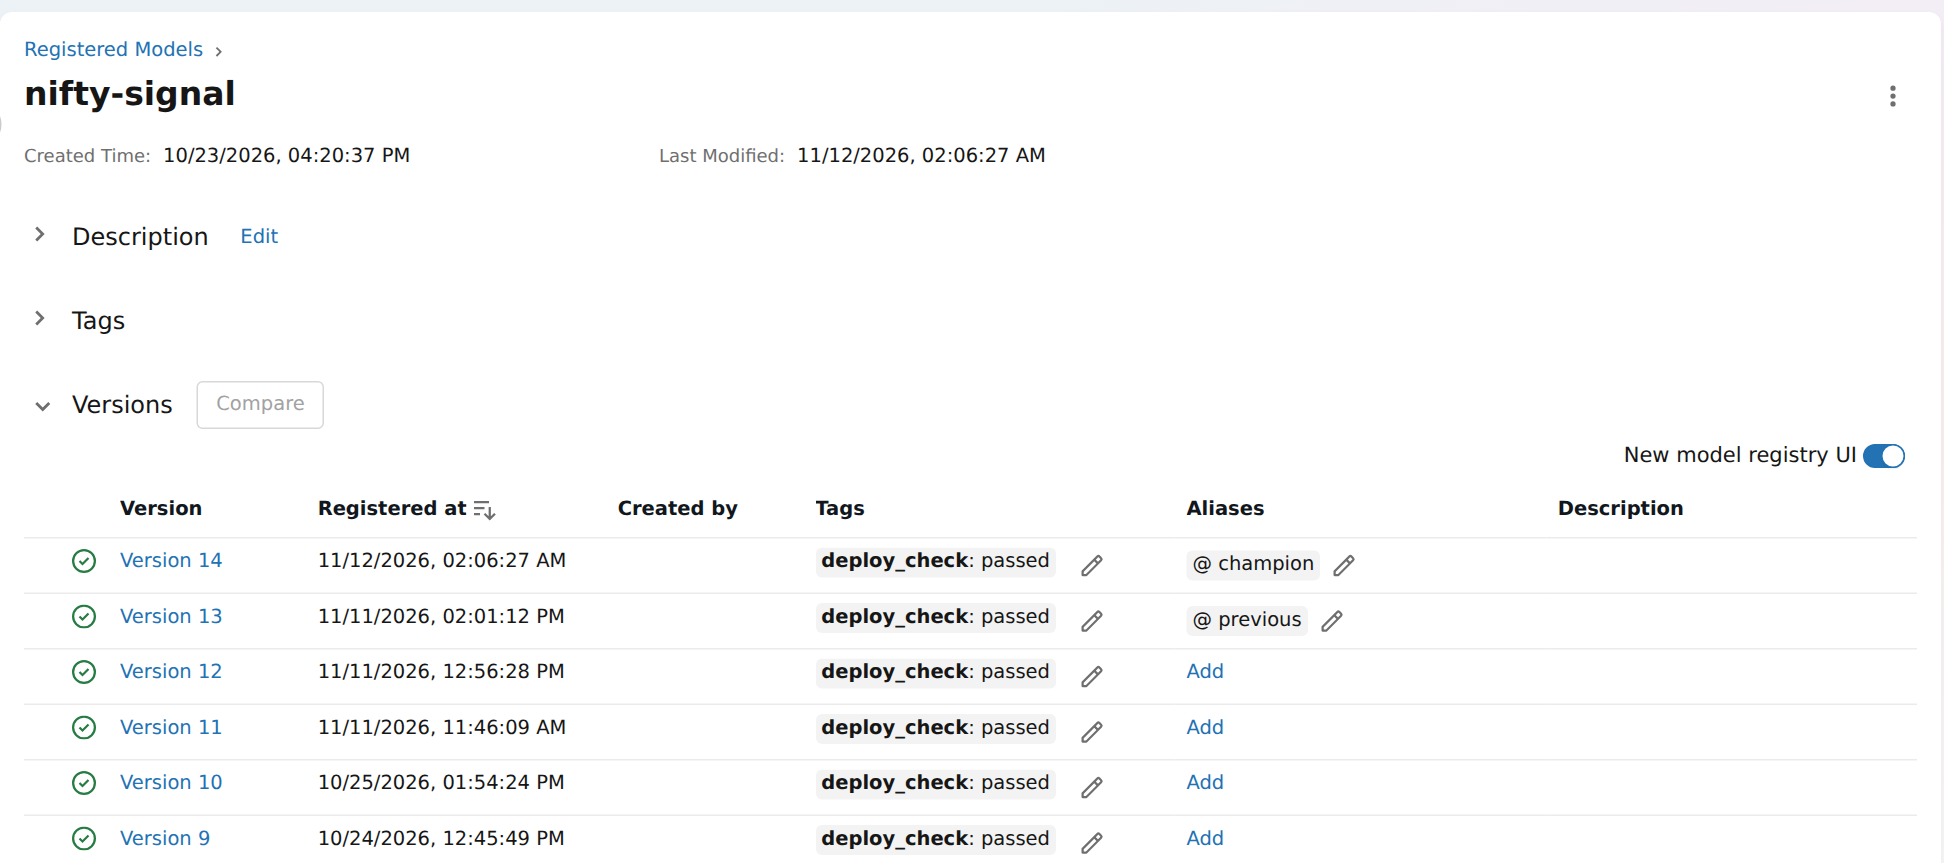 Registered Models
nifty-signal
Created Time: 10/23/2026, 04:20:37 PM Last Modified: 11/12/2026, 02:06:27 AM
Description Edit
Tags
Versions Compare
New model registry UI
Version Registered at Created by Tags Aliases Description
Version 14 11/12/2026, 02:06:27 AM deploy_check: passed @ champion
Version 13 11/11/2026, 02:01:12 PM deploy_check: passed @ previous
Version 12 11/11/2026, 12:56:28 PM deploy_check: passed Add
Version 11 11/11/2026, 11:46:09 AM deploy_check: passed Add
Version 10 10/25/2026, 01:54:24 PM deploy_check: passed Add
Version 9 10/24/2026, 12:45:49 PM deploy_check: passed Add